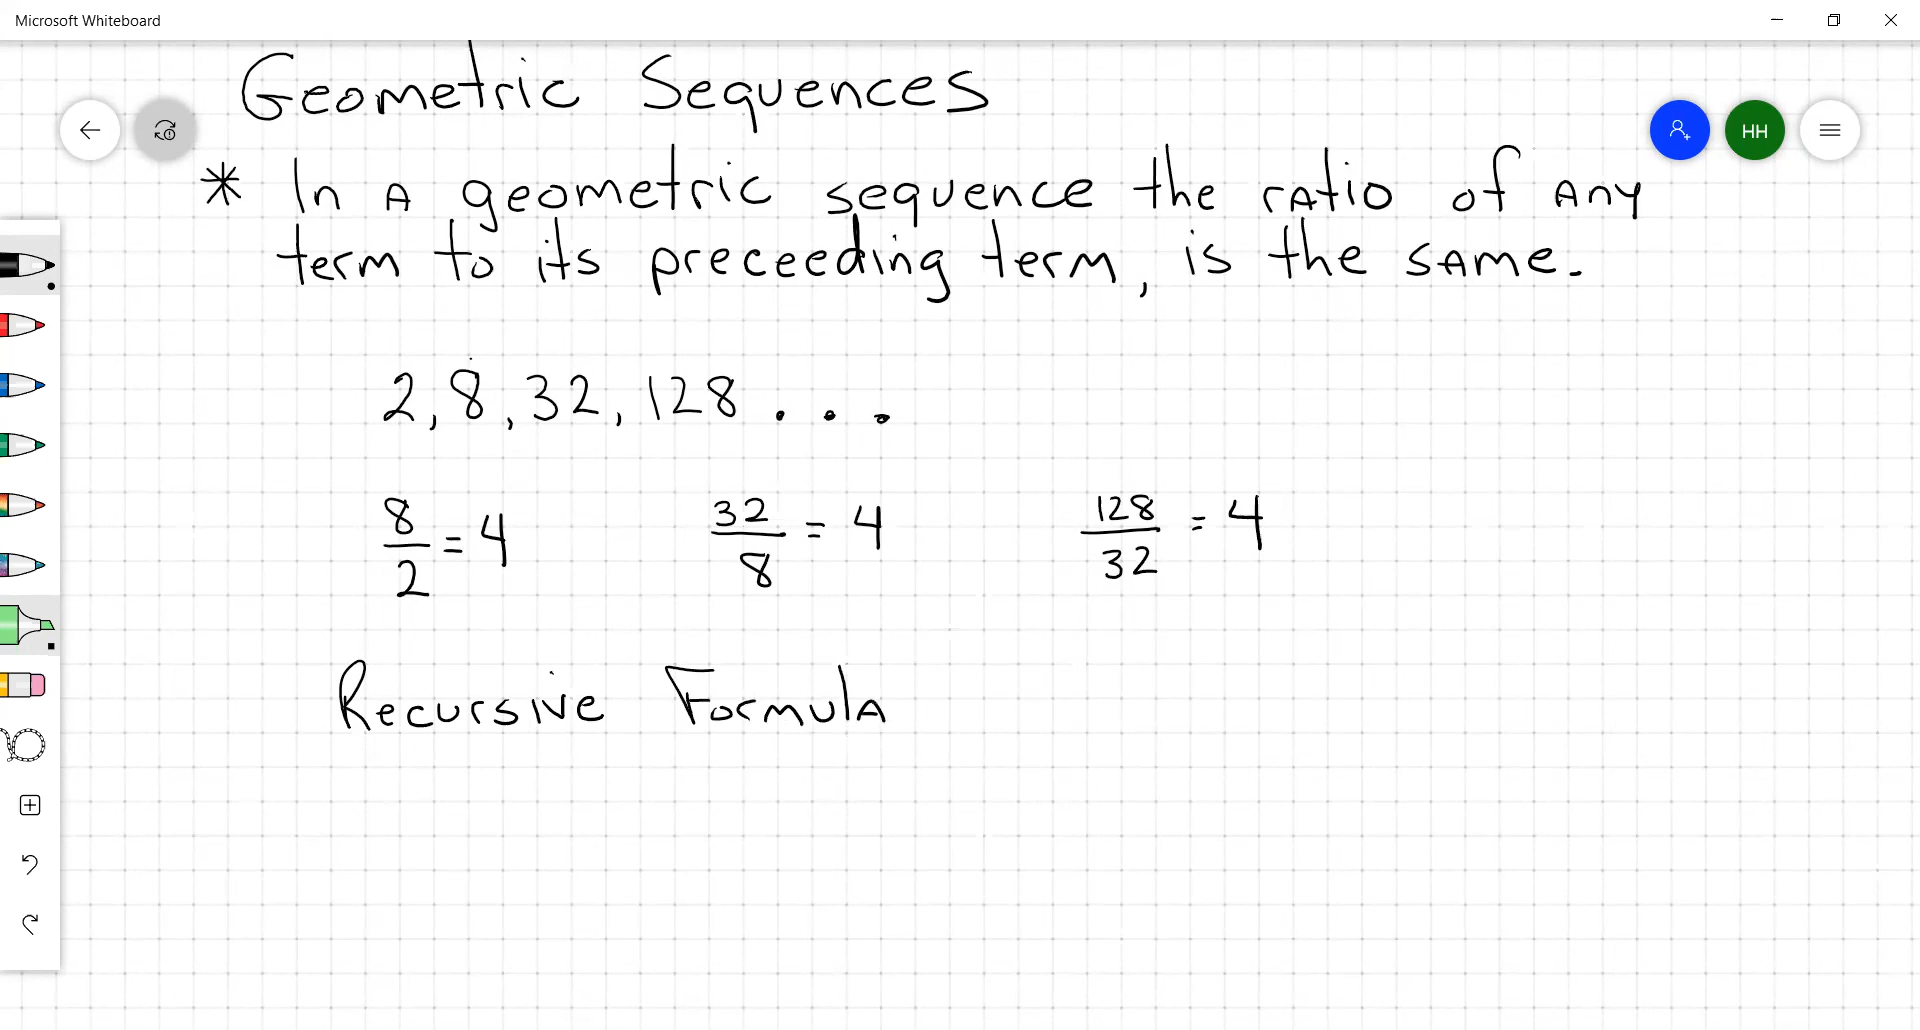 Microsoft Whiteboard
Geometric Sequences
* In a geometric sequence the ratio of any
term to its preceeding term, is the same.
HH
2, 8, 32, 128 . . .
8/2 = 4 32/8 = 4 128/32 = 4
Recursive Formula